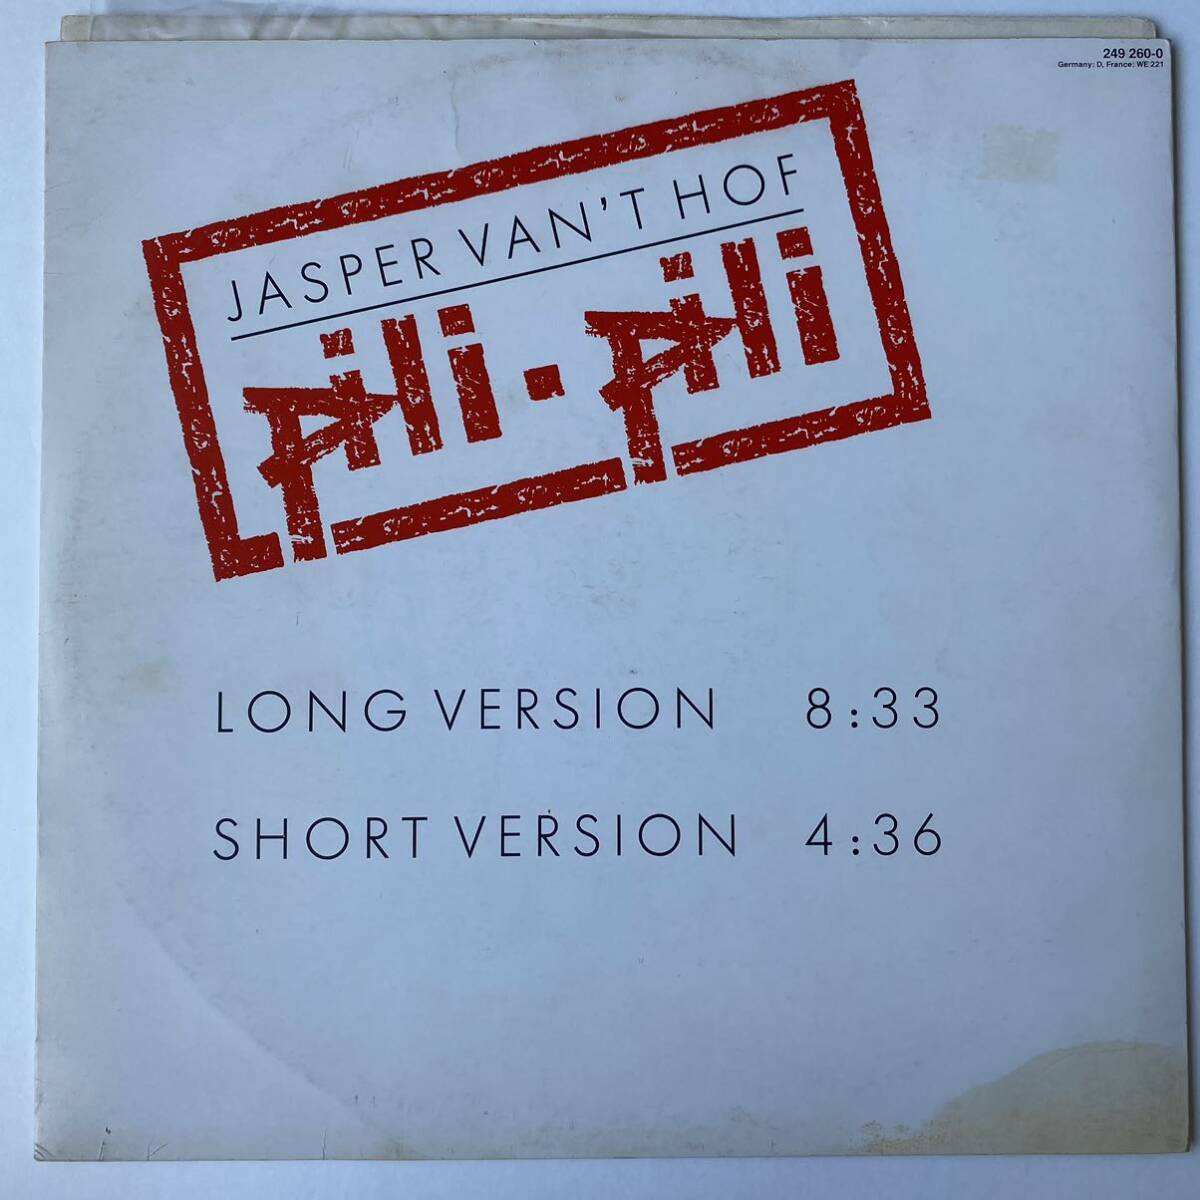 249 260-0
Germany: D, France: WE 221
JASPER VAN'T HOF
pili-pili
LONG VERSION 8:33
SHORT VERSION 4:36